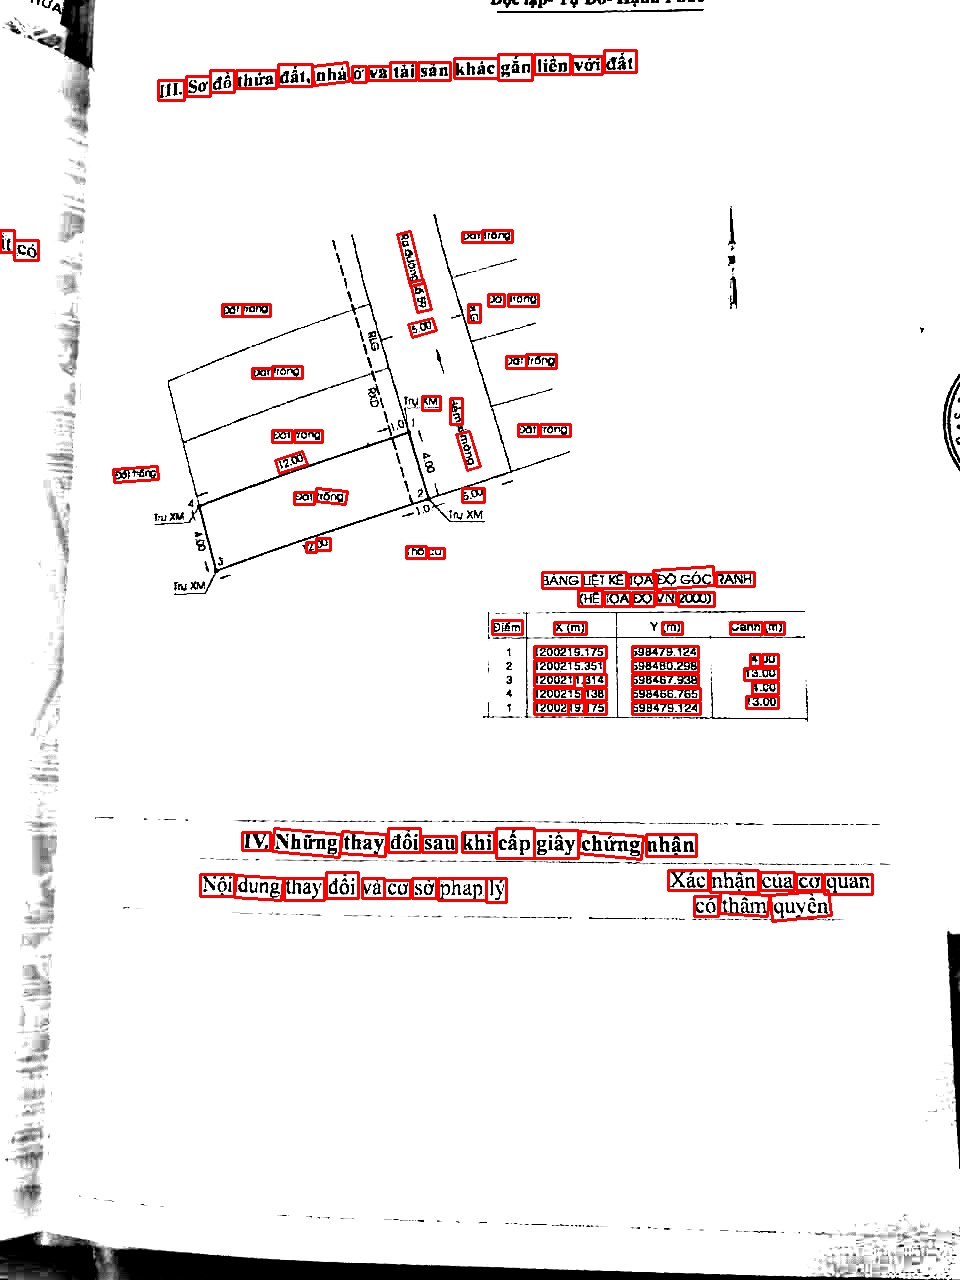 Độc lập- Tự Do- Hạnh Phúc
III. Sơ đồ thửa đất, nhà ở và tài sản khác gắn liền với đất
có
Đất trống
Đất trống
Đất trống
5.00
RLG
Đất trống
Đất trống
RXD
Trụ XM
1.0
1
Đất trống
Đất trống
12.00
4.00
Đất trống
Đất trống
5.00
4
2
1.0
Trụ XM
Trụ XM
4.00
12.00
Thổ cư
3
Trụ XM
BẢNG LIỆT KÊ TỌA ĐỘ GÓC RANH
(HỆ TỌA ĐỘ VN 2000)
Điểm X (m) Y (m) Cạnh (m)
1 1200219.175 598479.124
4.00
2 1200215.351 598480.298
13.00
3 1200211.314 598467.938
4.00
4 1200215.138 598466.765
13.00
1 1200219.175 598479.124
IV. Những thay đổi sau khi cấp giấy chứng nhận
Nội dung thay đổi và cơ sở pháp lý
Xác nhận của cơ quan
có thẩm quyền